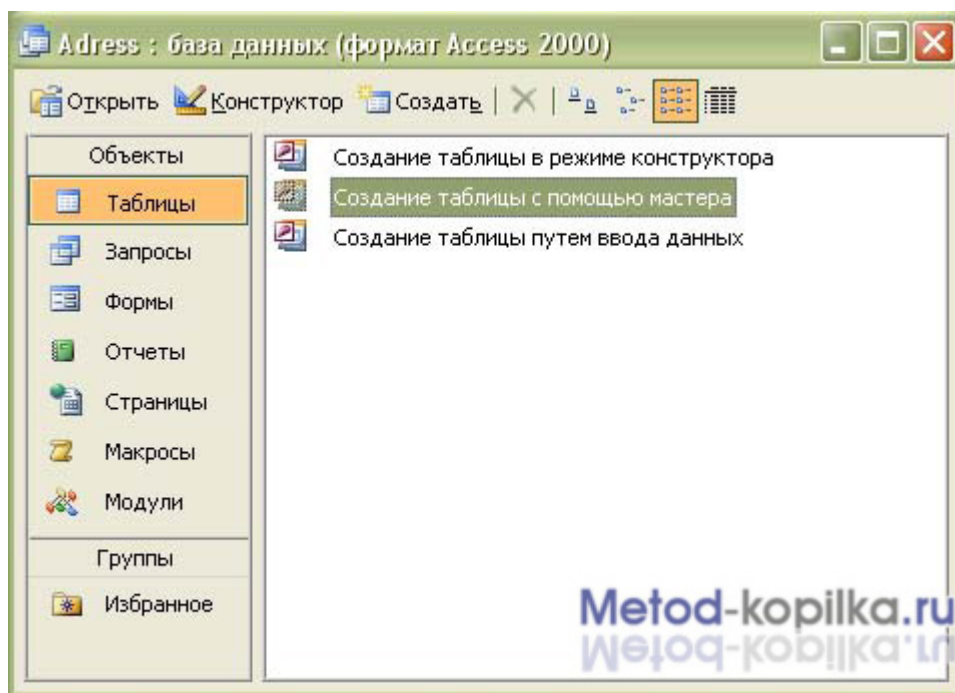 Adress : база данных (формат Access 2000)
Открыть Конструктор Создать
Объекты
Таблицы
Запросы
Формы
Отчеты
Страницы
Макросы
Модули
Группы
Избранное
Создание таблицы в режиме конструктора
Создание таблицы с помощью мастера
Создание таблицы путем ввода данных
Metod-kopilka.ru